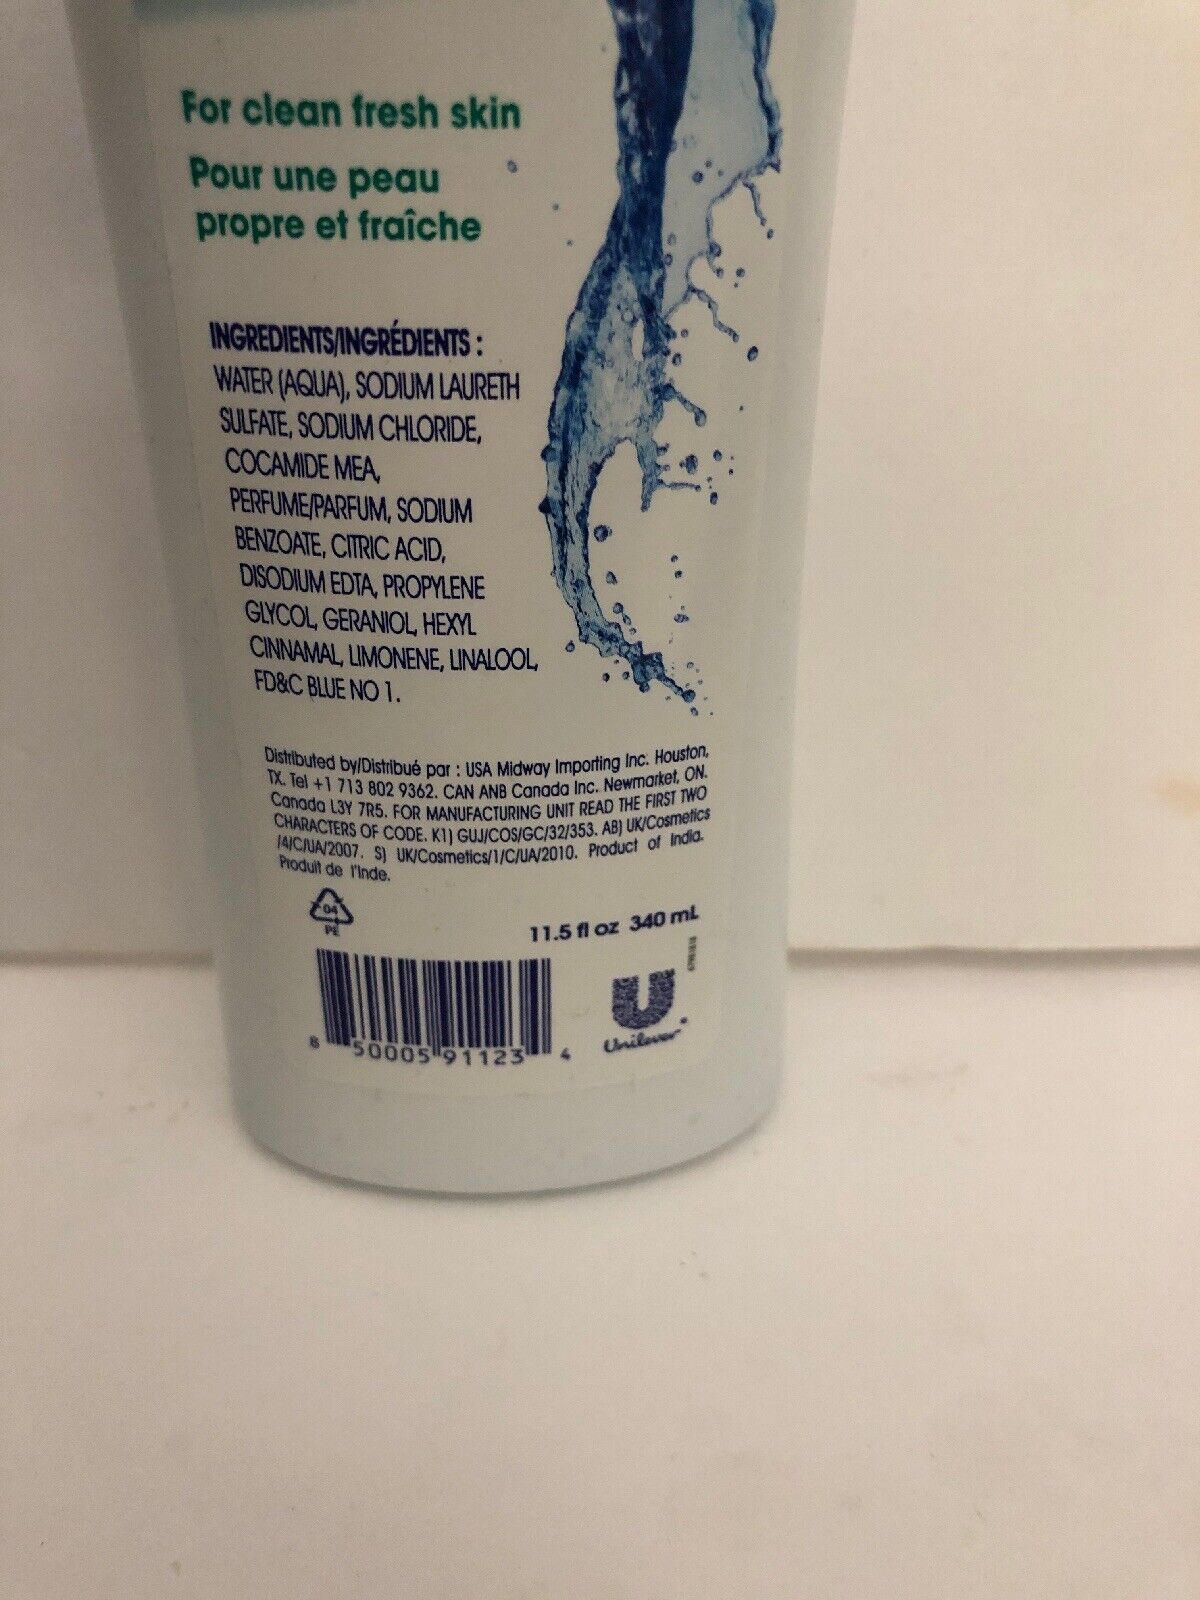 For clean fresh skin
Pour une peau
propre et fraîche
INGREDIENTS/INGRÉDIENTS :
WATER (AQUA), SODIUM LAURETH
SULFATE, SODIUM CHLORIDE,
COCAMIDE MEA,
PERFUME/PARFUM, SODIUM
BENZOATE, CITRIC ACID,
DISODIUM EDTA, PROPYLENE
GLYCOL, GERANIOL, HEXYL
CINNAMAL, LIMONENE, LINALOOL,
FD&C BLUE NO 1.
Distributed by/Distribué par : USA Midway Importing Inc. Houston,
TX. Tel +1 713 802 9362. CAN ANB Canada Inc. Newmarket, ON.
Canada L3Y 7R5. FOR MANUFACTURING UNIT READ THE FIRST TWO
CHARACTERS OF CODE. K1) GUJ/COS/GC/32/353. AB) UK/Cosmetics
/4/C/UA/2007. S) UK/Cosmetics/1/C/UA/2010. Product of India.
Produit de l'Inde.
04
PE
11.5 fl oz 340 mL
8 50005 91123 4
Unilever